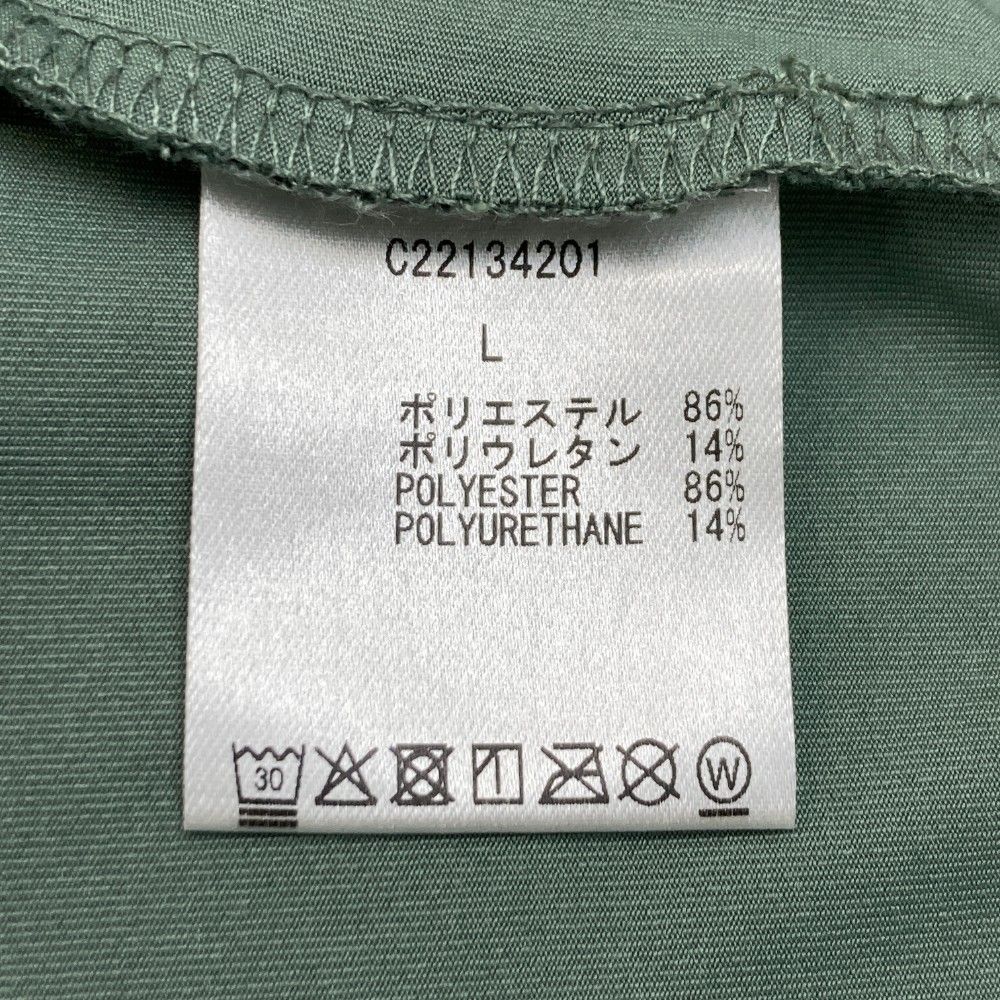 C22134201
L
ポリエステル 86%
ポリウレタン 14%
POLYESTER 86%
POLYURETHANE 14%
30 W